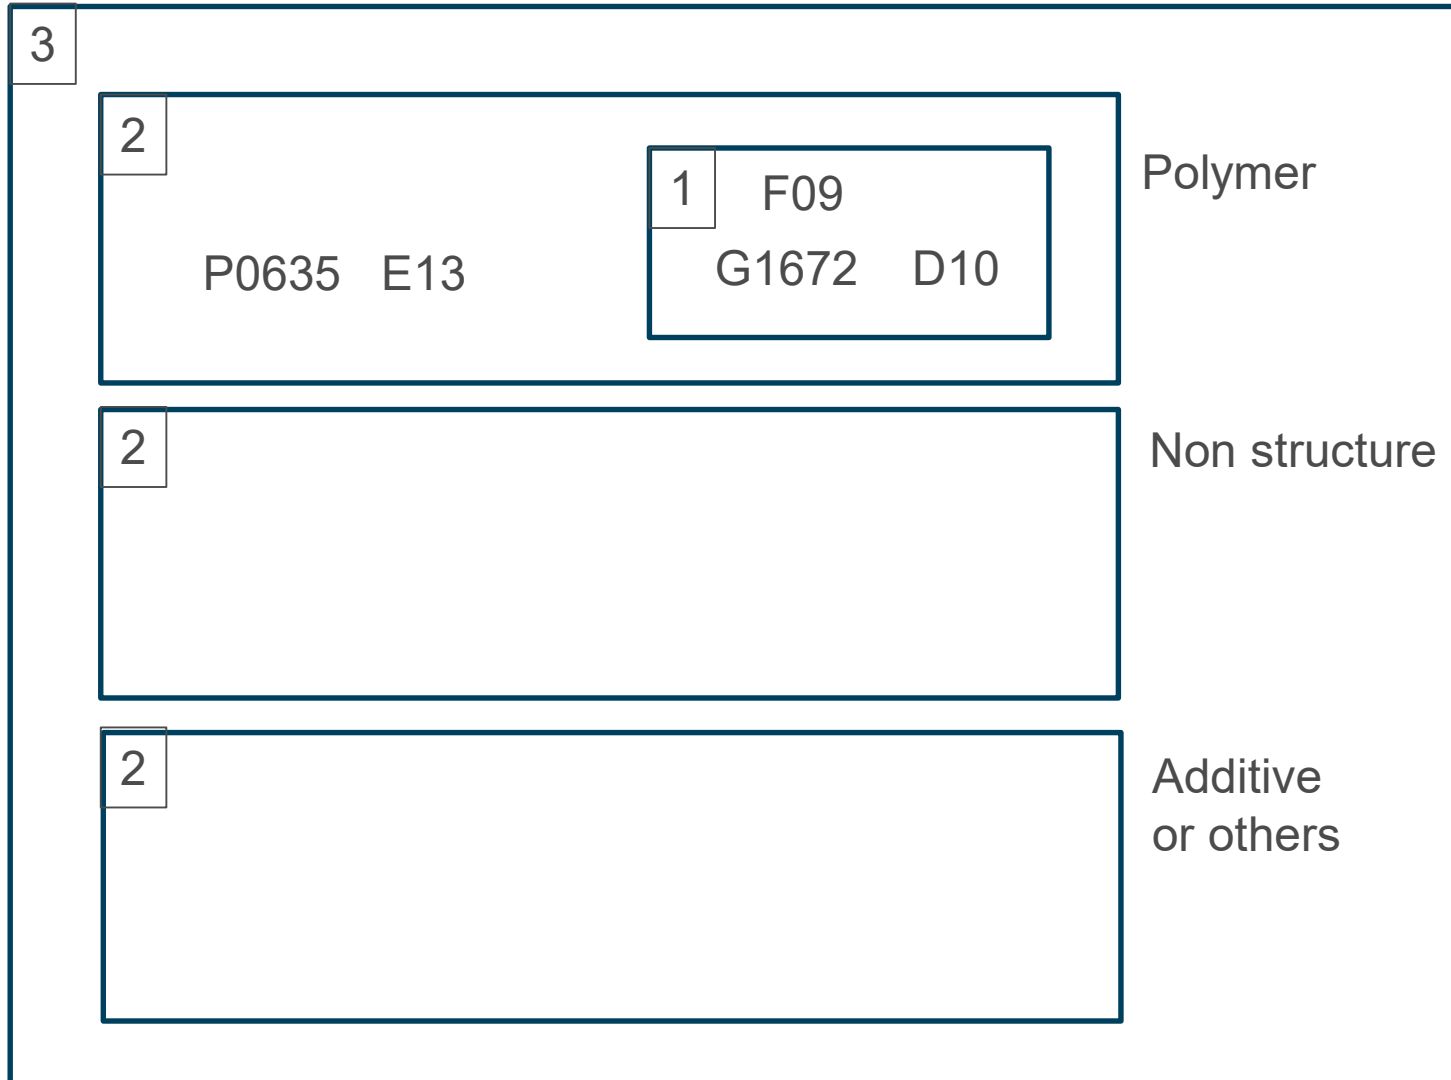 3
2
Polymer
1 F09
P0635 E13 G1672 D10
2
Non structure
2
Additive
or others